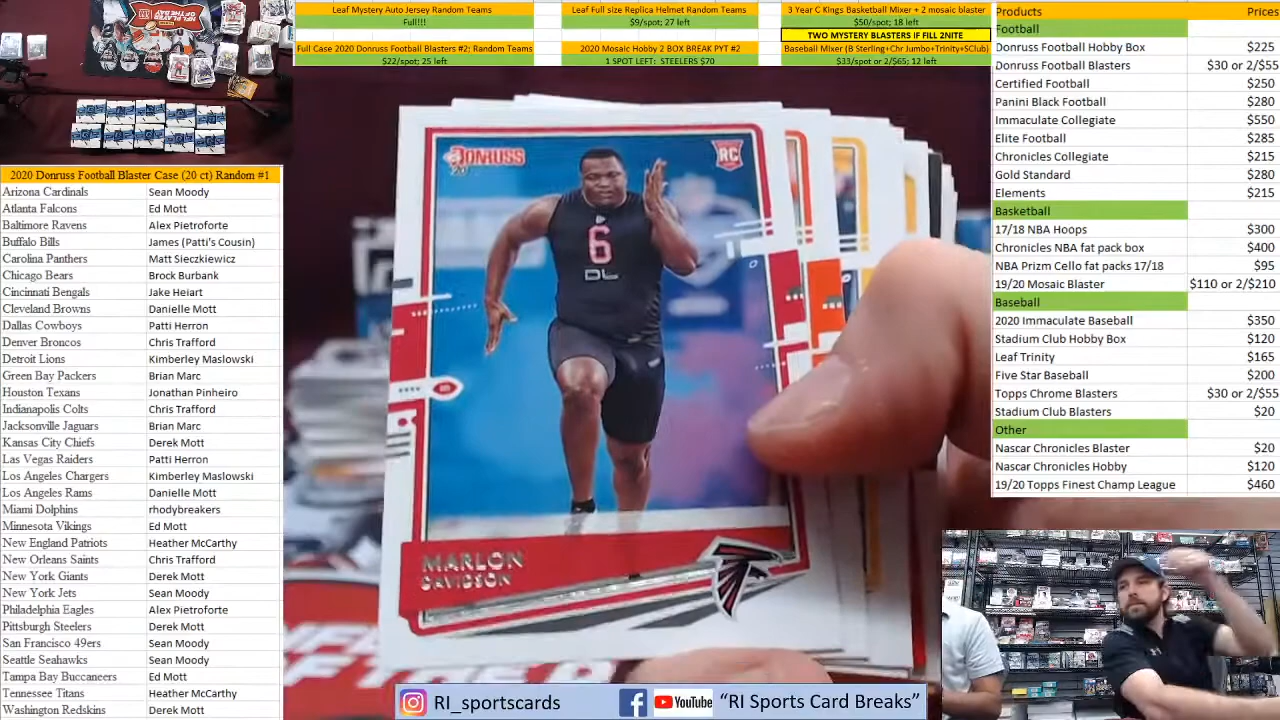 Leaf Mystery Auto Jersey Random Teams
Full!!!
Leaf Full size Replica Helmet Random Teams
$9/spot; 27 left
3 Year C Kings Basketball Mixer + 2 mosaic blaster
$50/spot; 18 left
TWO MYSTERY BLASTERS IF FILL 2NITE
Full Case 2020 Donruss Football Blasters #2; Random Teams
$22/spot; 25 left
2020 Mosaic Hobby 2 BOX BREAK PYT #2
1 SPOT LEFT: STEELERS $70
Baseball Mixer (B Sterling+Chr Jumbo+Trinity+SClub)
$33/spot or 2/$65; 12 left
2020 Donruss Football Blaster Case (20 ct) Random #1
Arizona Cardinals Sean Moody
Atlanta Falcons Ed Mott
Baltimore Ravens Alex Pietroforte
Buffalo Bills James (Patti's Cousin)
Carolina Panthers Matt Sieczkiewicz
Chicago Bears Brock Burbank
Cincinnati Bengals Jake Heiart
Cleveland Browns Danielle Mott
Dallas Cowboys Patti Herron
Denver Broncos Chris Trafford
Detroit Lions Kimberley Maslowski
Green Bay Packers Brian Marc
Houston Texans Jonathan Pinheiro
Indianapolis Colts Chris Trafford
Jacksonville Jaguars Brian Marc
Kansas City Chiefs Derek Mott
Las Vegas Raiders Patti Herron
Los Angeles Chargers Kimberley Maslowski
Los Angeles Rams Danielle Mott
Miami Dolphins rhodybreakers
Minnesota Vikings Ed Mott
New England Patriots Heather McCarthy
New Orleans Saints Chris Trafford
New York Giants Derek Mott
New York Jets Sean Moody
Philadelphia Eagles Alex Pietroforte
Pittsburgh Steelers Derek Mott
San Francisco 49ers Sean Moody
Seattle Seahawks Sean Moody
Tampa Bay Buccaneers Ed Mott
Tennessee Titans Heather McCarthy
Washington Redskins Derek Mott
DONRUSS
20
RC
6
DL
MARLON
DAVIDSON
Products Prices
Football
Donruss Football Hobby Box $225
Donruss Football Blasters $30 or 2/$55
Certified Football $250
Panini Black Football $280
Immaculate Collegiate $550
Elite Football $285
Chronicles Collegiate $215
Gold Standard $280
Elements $215
Basketball
17/18 NBA Hoops $300
Chronicles NBA fat pack box $400
NBA Prizm Cello fat packs 17/18 $95
19/20 Mosaic Blaster $110 or 2/$210
Baseball
2020 Immaculate Baseball $350
Stadium Club Hobby Box $120
Leaf Trinity $165
Five Star Baseball $200
Topps Chrome Blasters $30 or 2/$55
Stadium Club Blasters $20
Other
Nascar Chronicles Blaster $20
Nascar Chronicles Hobby $120
19/20 Topps Finest Champ League $460
RI_sportscards
YouTube
"RI Sports Card Breaks"